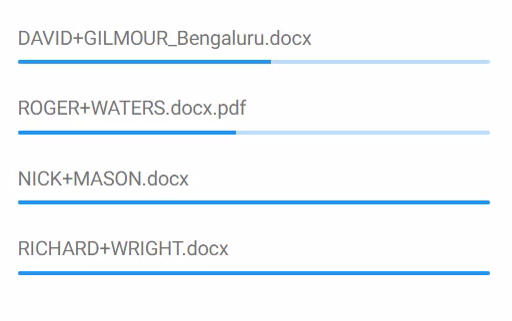 DAVID+GILMOUR_Bengaluru.docx
ROGER+WATERS.docx.pdf
NICK+MASON.docx
RICHARD+WRIGHT.docx